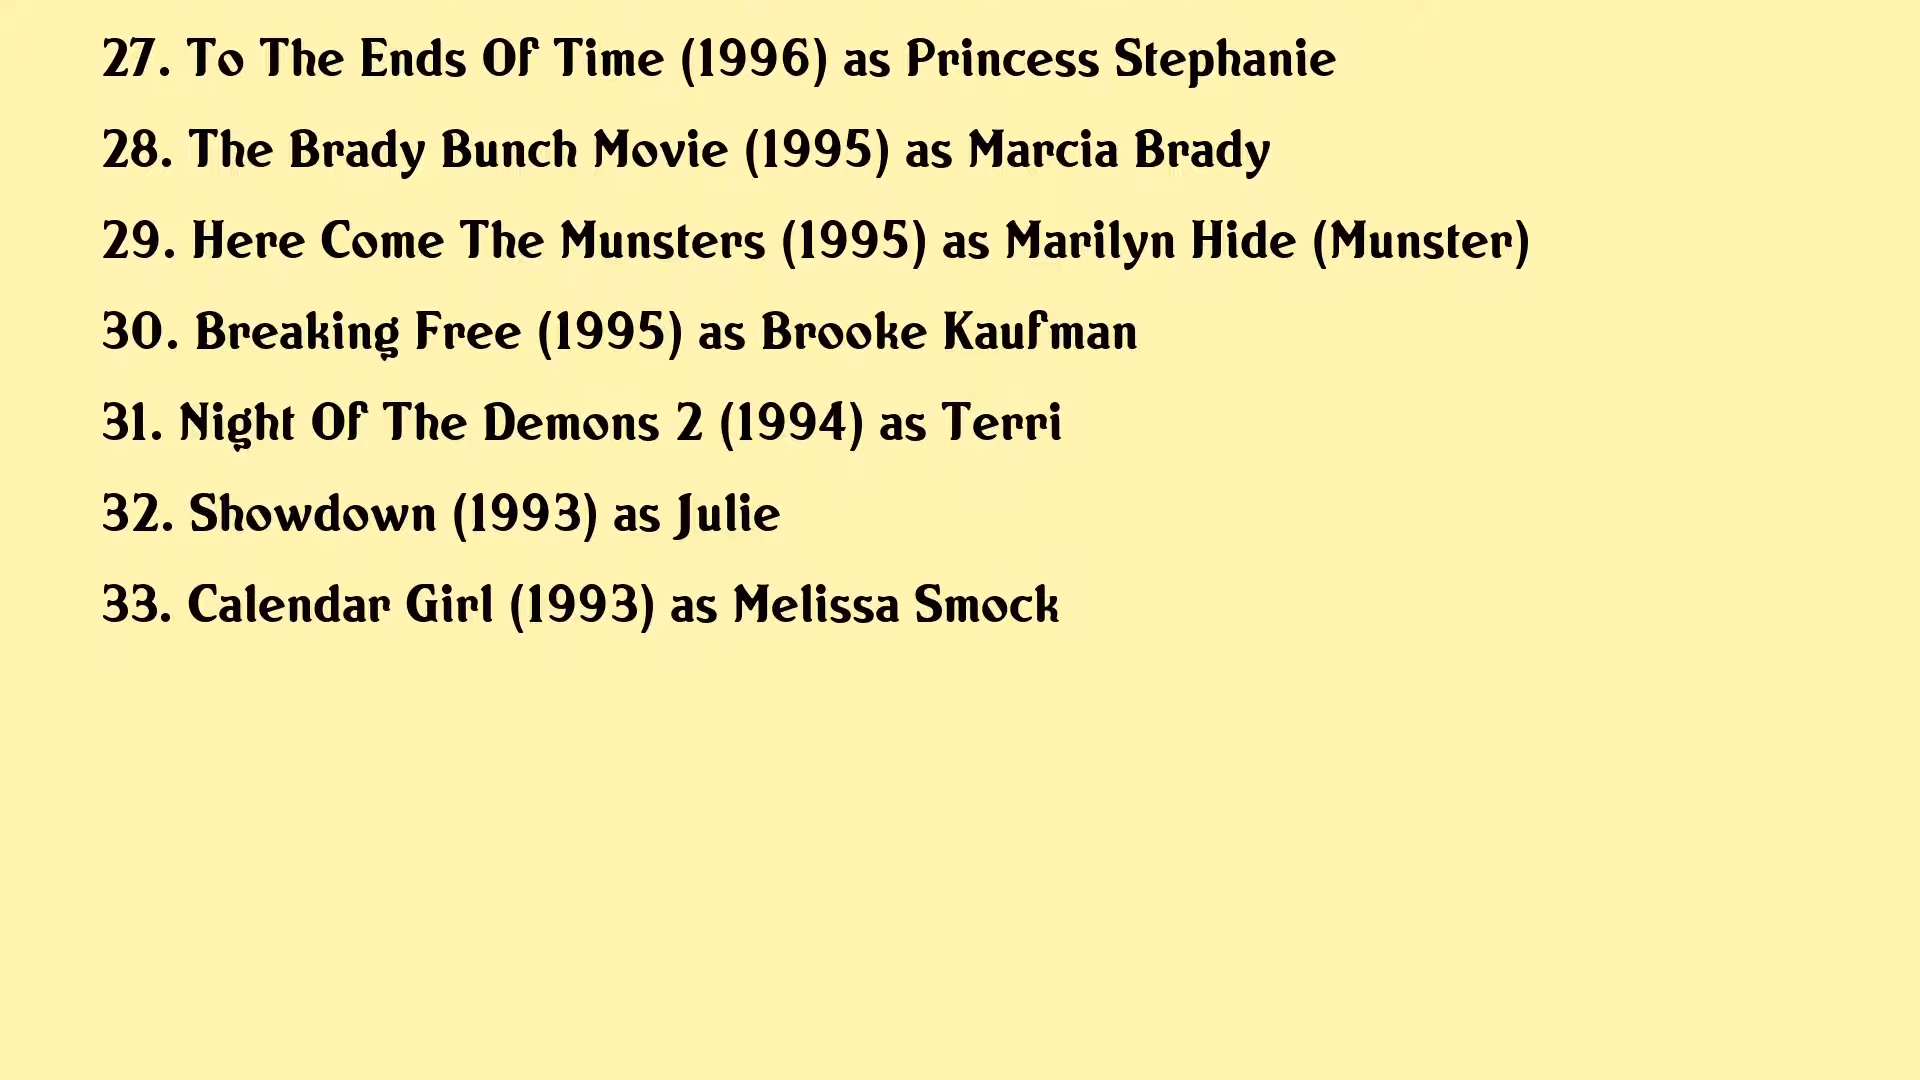 27. To The Ends Of Time (1996) as Princess Stephanie
28. The Brady Bunch Movie (1995) as Marcia Brady
29. Here Come The Munsters (1995) as Marilyn Hide (Munster)
30. Breaking Free (1995) as Brooke Kaufman
31. Night Of The Demons 2 (1994) as Terri
32. Showdown (1993) as Julie
33. Calendar Girl (1993) as Melissa Smock